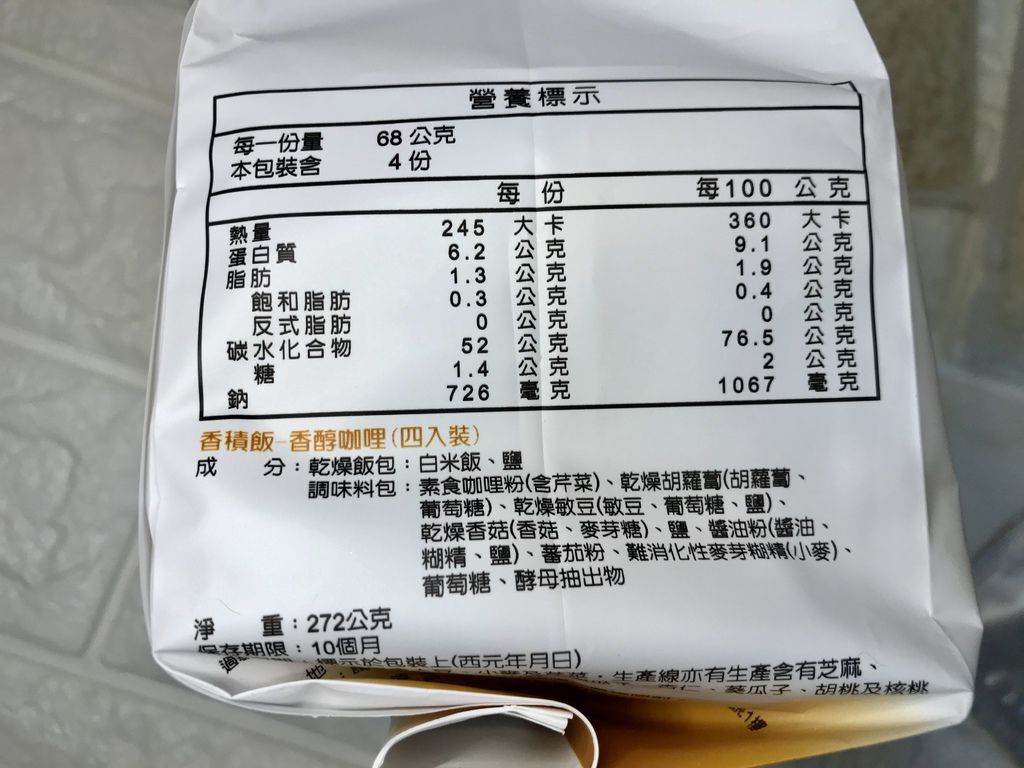 營養標示
每一份量 68 公克
本包裝含 4 份
每 份 每100 公克
熱量 245 大卡 360 大卡
蛋白質 6.2 公克 9.1 公克
脂肪 1.3 公克 1.9 公克
飽和脂肪 0.3 公克 0.4 公克
反式脂肪 0 公克 0 公克
碳水化合物 52 公克 76.5 公克
糖 1.4 公克 2 公克
鈉 726 毫克 1067 毫克
香積飯-香醇咖哩(四入裝)
成 分：乾燥飯包：白米飯、鹽
調味料包：素食咖哩粉(含芹菜)、乾燥胡蘿蔔(胡蘿蔔、
葡萄糖)、乾燥敏豆(敏豆、葡萄糖、鹽)、
乾燥香菇(香菇、麥芽糖)、鹽、醬油粉(醬油、
糊精、鹽)、蕃茄粉、難消化性麥芽糊精(小麥)、
葡萄糖、酵母抽出物
淨 重：272公克
保存期限：10個月
標示於包裝上(西元年月日)
生產線亦有生產含有芝麻、
葵瓜子、胡桃及核桃